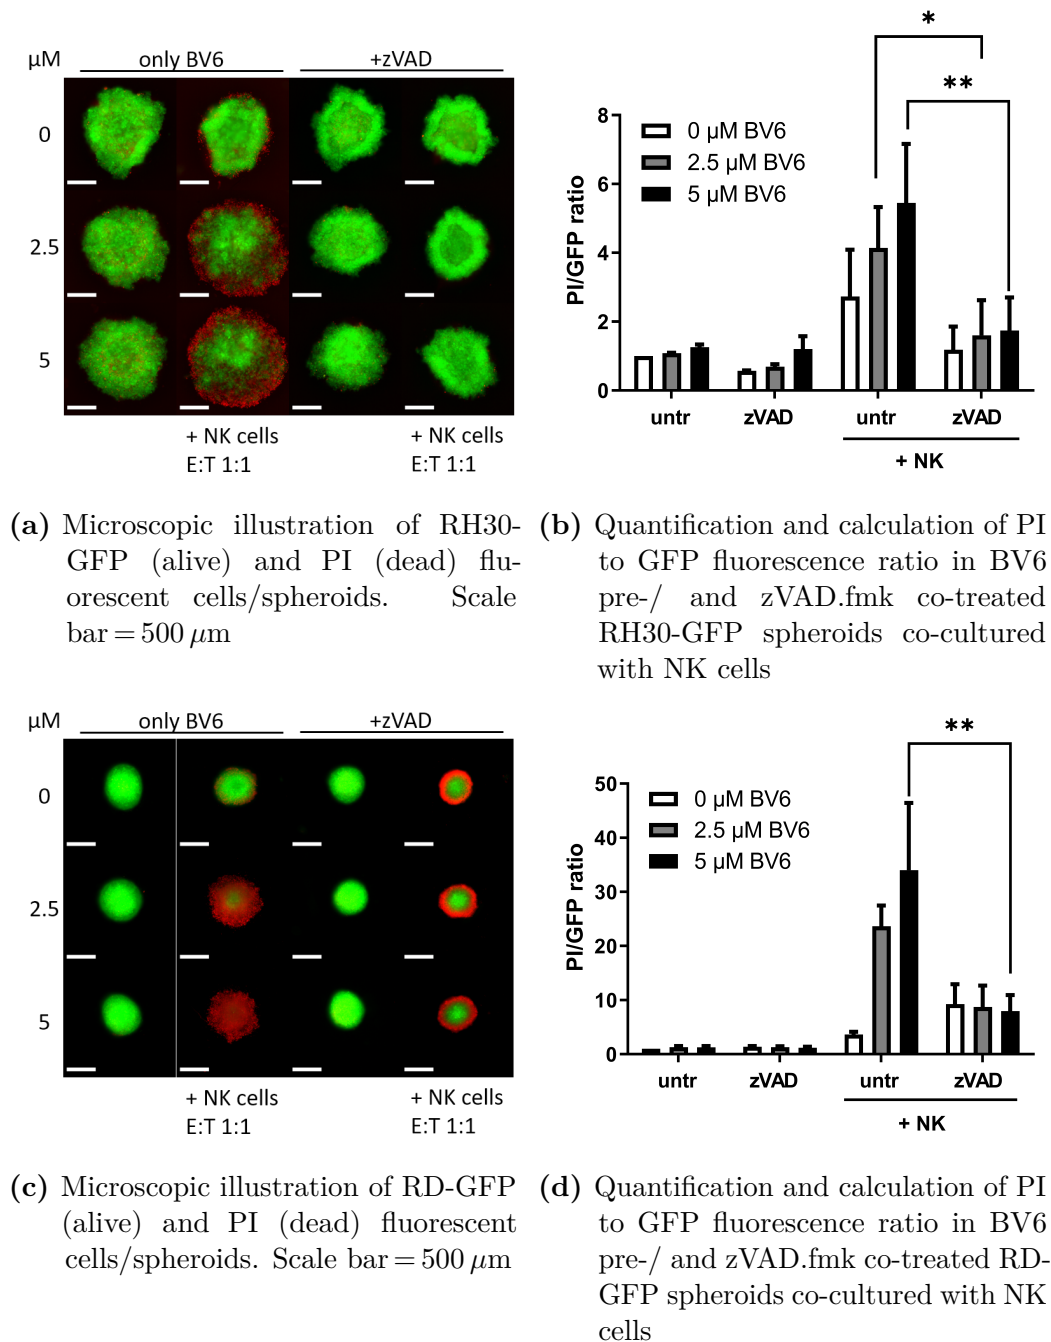 μM
only BV6
+zVAD
0
2.5
5
+ NK cells
E:T 1:1
+ NK cells
E:T 1:1
*
**
8
6
4
2
0
PI/GFP ratio
0 μM BV6
2.5 μM BV6
5 μM BV6
untr
zVAD
untr
zVAD
+ NK
(a) Microscopic illustration of RH30-
GFP (alive) and PI (dead) flu-
orescent cells/spheroids. Scale
bar = 500 μm
(b) Quantification and calculation of PI
to GFP fluorescence ratio in BV6
pre-/ and zVAD.fmk co-treated
RH30-GFP spheroids co-cultured
with NK cells
μM
only BV6
+zVAD
0
2.5
5
+ NK cells
E:T 1:1
+ NK cells
E:T 1:1
**
50
40
30
20
10
0
PI/GFP ratio
0 μM BV6
2.5 μM BV6
5 μM BV6
untr
zVAD
untr
zVAD
+ NK
(c) Microscopic illustration of RD-GFP
(alive) and PI (dead) fluorescent
cells/spheroids. Scale bar = 500 μm
(d) Quantification and calculation of PI
to GFP fluorescence ratio in BV6
pre-/ and zVAD.fmk co-treated RD-
GFP spheroids co-cultured with NK
cells